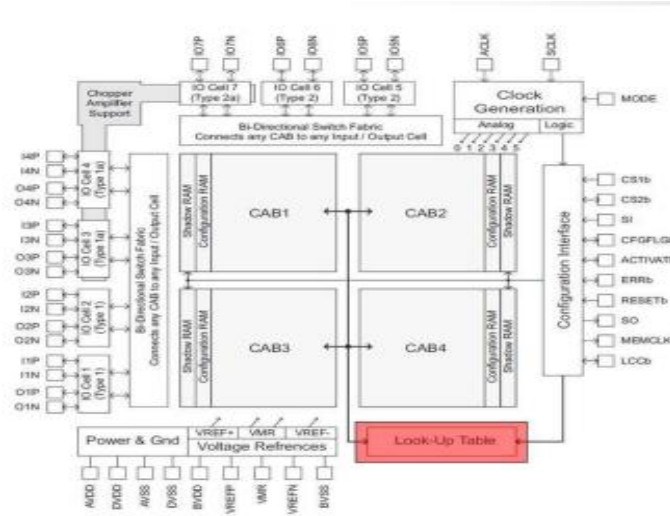 IO7P
IO7N
IO6P
IO6N
IO5P
IO5N
ACLK
SCLK
Chopper
Amplifier
Support
IO Cell 7
(Type 2a)
IO Cell 6
(Type 2)
IO Cell 5
(Type 2)
Clock
Generation
Analog
Logic
0 1 2 3 4 5
MODE
Bi-Directional Switch Fabric
Connects any CAB to any Input / Output Cell
I4P
I4N
O4P
O4N
IO Cell 4
(Type 1a)
I3P
I3N
O3P
O3N
IO Cell 3
(Type 1a)
I2P
I2N
O2P
O2N
IO Cell 2
(Type 1)
I1P
I1N
O1P
O1N
IO Cell 1
(Type 1)
Bi-Directional Switch Fabric
Connects any CAB to any Input / Output Cell
Shadow RAM
Configuration RAM
CAB1
CAB2
Configuration RAM
Shadow RAM
Shadow RAM
Configuration RAM
CAB3
CAB4
Configuration RAM
Shadow RAM
Configuration Interface
CS1b
CS2b
SI
CFGFLG
ACTIVAT
ERRb
RESETb
SO
MEMCLK
LCCb
Power & Gnd
VREF+
VMR
VREF-
Voltage Refrences
Look-Up Table
AVDD
DVDD
AVSS
DVSS
BVDD
VREFP
VMR
VREFN
BVSS